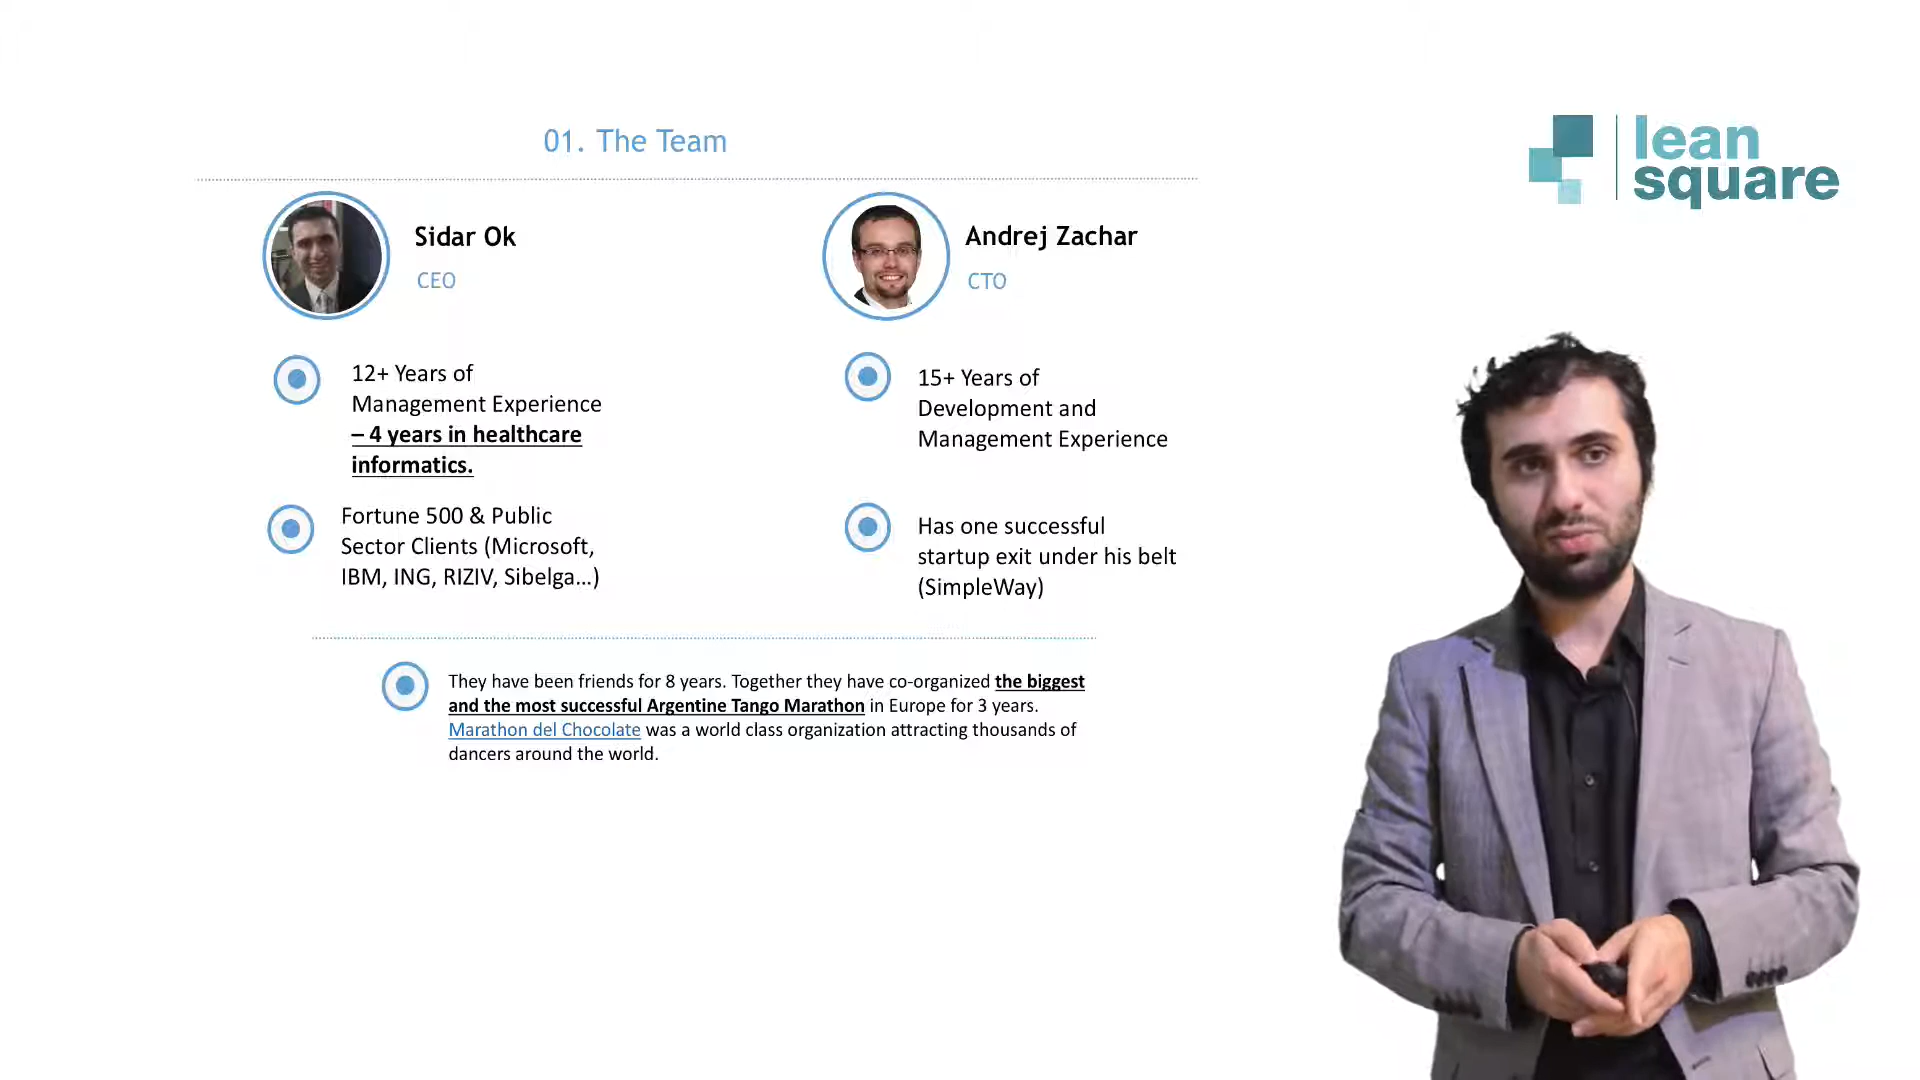 01. The Team
lean
square
Sidar Ok
CEO
12+ Years of
Management Experience
– 4 years in healthcare
informatics.
Fortune 500 & Public
Sector Clients (Microsoft,
IBM, ING, RIZIV, Sibelga...)
Andrej Zachar
CTO
15+ Years of
Development and
Management Experience
Has one successful
startup exit under his belt
(SimpleWay)
They have been friends for 8 years. Together they have co-organized the biggest
and the most successful Argentine Tango Marathon in Europe for 3 years.
Marathon del Chocolate was a world class organization attracting thousands of
dancers around the world.